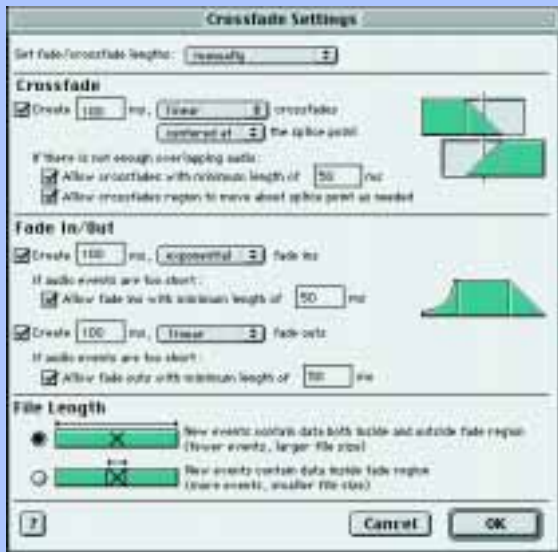 Crossfade Settings
Set fade/crossfade lengths: manually
Crossfade
Create 100 ms, linear crossfades
centered at the splice point
If there is not enough overlapping audio:
Allow crossfades with minimum length of 50 ms
Allow crossfades region to move about splice point as needed
Fade In/Out
Create 100 ms, exponential fade ins
If audio events are too short:
Allow fade ins with minimum length of 50 ms
Create 100 ms, linear fade outs
If audio events are too short:
Allow fade outs with minimum length of 50 ms
File Length
New events contain data both inside and outside fade region
(fewer events, larger file size)
New events contain data inside fade region
(more events, smaller file size)
? Cancel OK